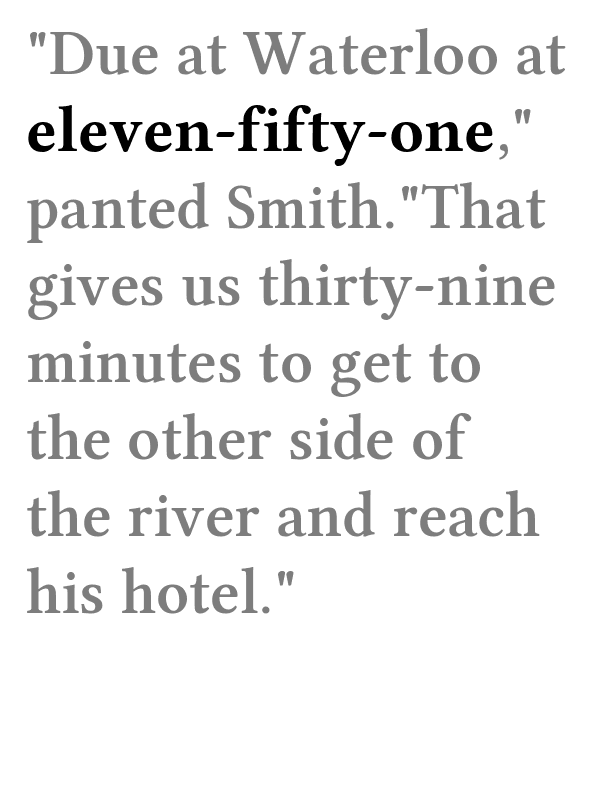 "Due at Waterloo at
eleven-fifty-one,"
panted Smith."That
gives us thirty-nine
minutes to get to
the other side of
the river and reach
his hotel."